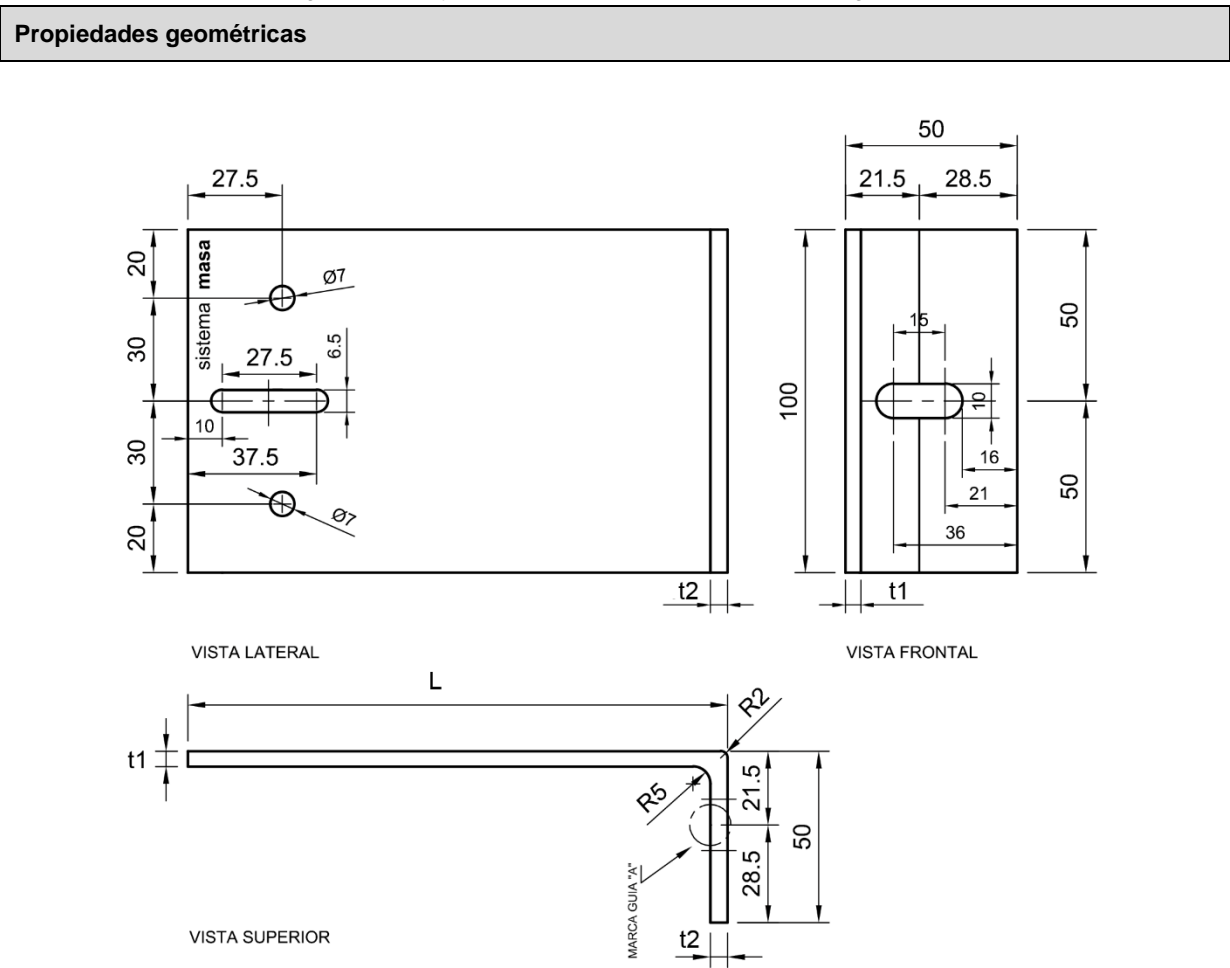 Propiedades geométricas
50
27.5
21.5 28.5
20
sistema masa
Ø7
50
30
27.5
6.5
15
100
10
10
30
37.5
16
50
21
Ø7
20
36
t2
t1
VISTA LATERAL
VISTA FRONTAL
L
R2
t1
21.5
R5
50
28.5
MARCA GUIA "A"
t2
VISTA SUPERIOR